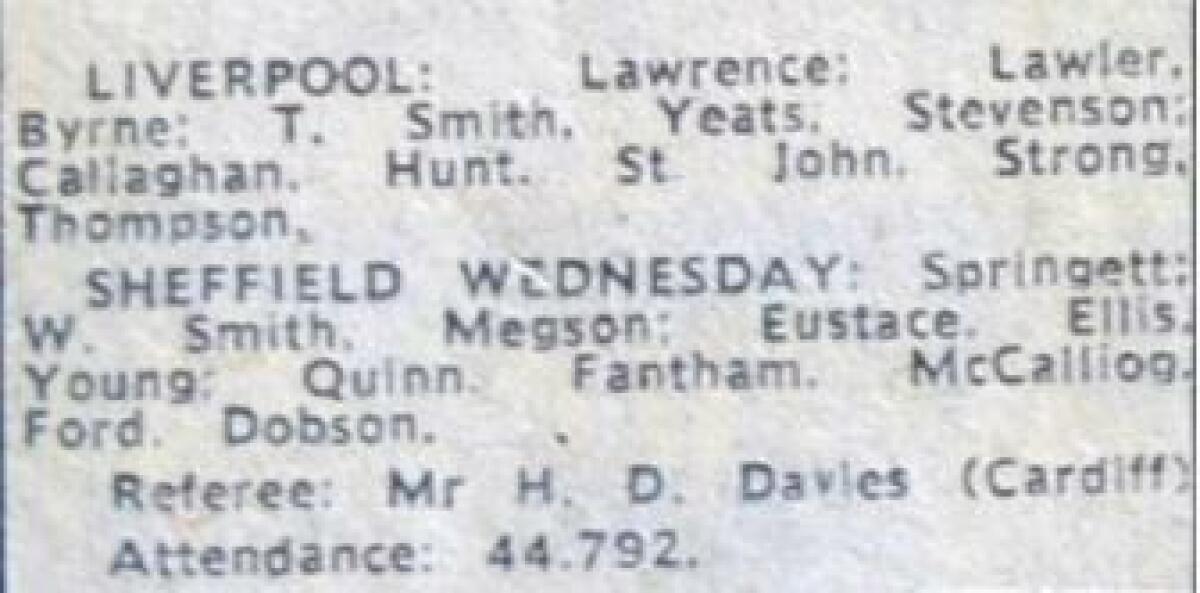 LIVERPOOL: Lawrence: Lawler,
Byrne: T. Smith, Yeats, Stevenson:
Callaghan, Hunt, St John, Strong,
Thompson.
SHEFFIELD WEDNESDAY: Springett:
W. Smith, Megson: Eustace, Ellis,
Young: Quinn, Fantham, McCalliog,
Ford, Dobson.
Referee: Mr H. D. Davies (Cardiff)
Attendance: 44.792.